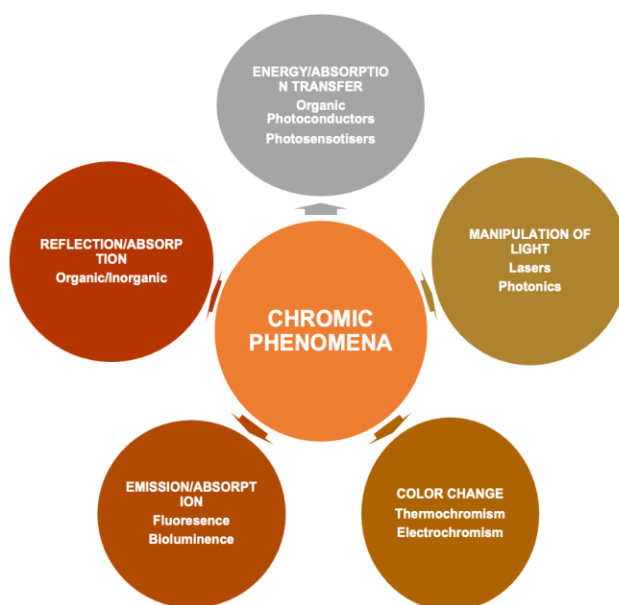 ENERGY/ABSORPTIO
N TRANSFER
Organic
Photoconductors
Photosensotisers
REFLECTION/ABSORP
TION
Organic/Inorganic
MANIPULATION OF
LIGHT
Lasers
Photonics
CHROMIC
PHENOMENA
EMISSION/ABSORPT
ION
Fluoresence
Bioluminence
COLOR CHANGE
Thermochromism
Electrochromism